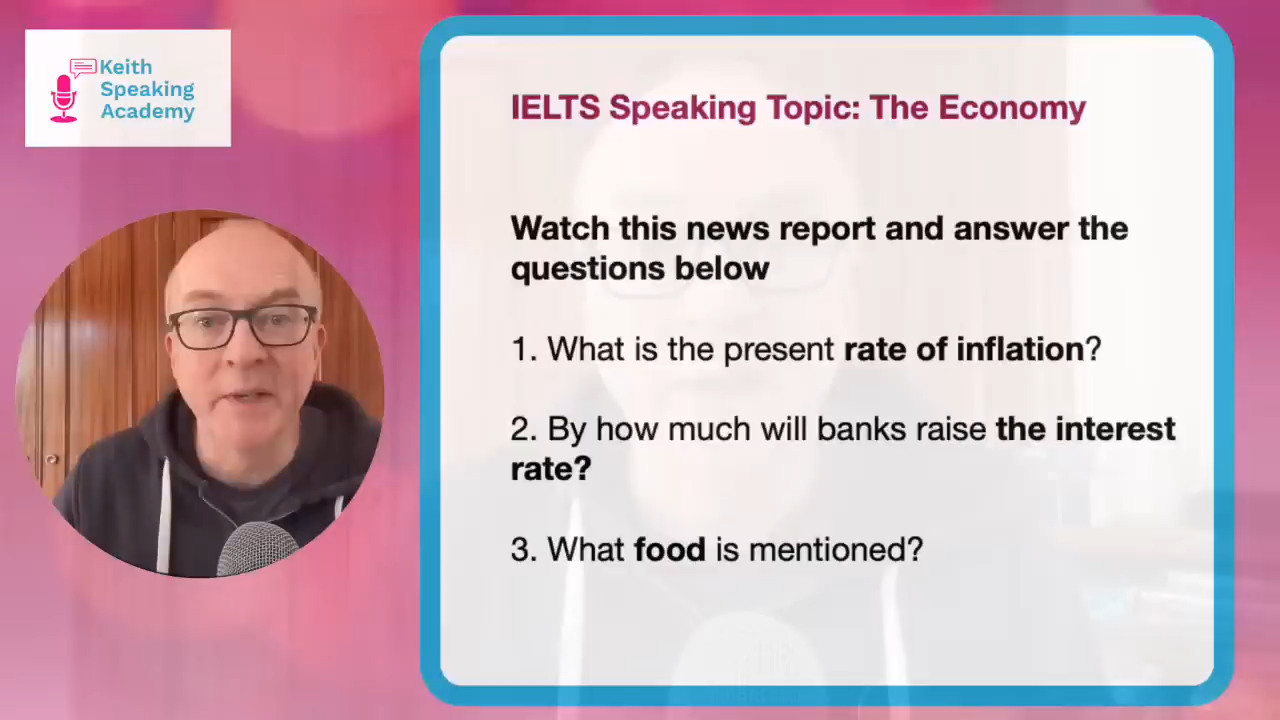 Keith
Speaking
Academy
IELTS Speaking Topic: The Economy
Watch this news report and answer the
questions below
1. What is the present rate of inflation?
2. By how much will banks raise the interest
rate?
3. What food is mentioned?